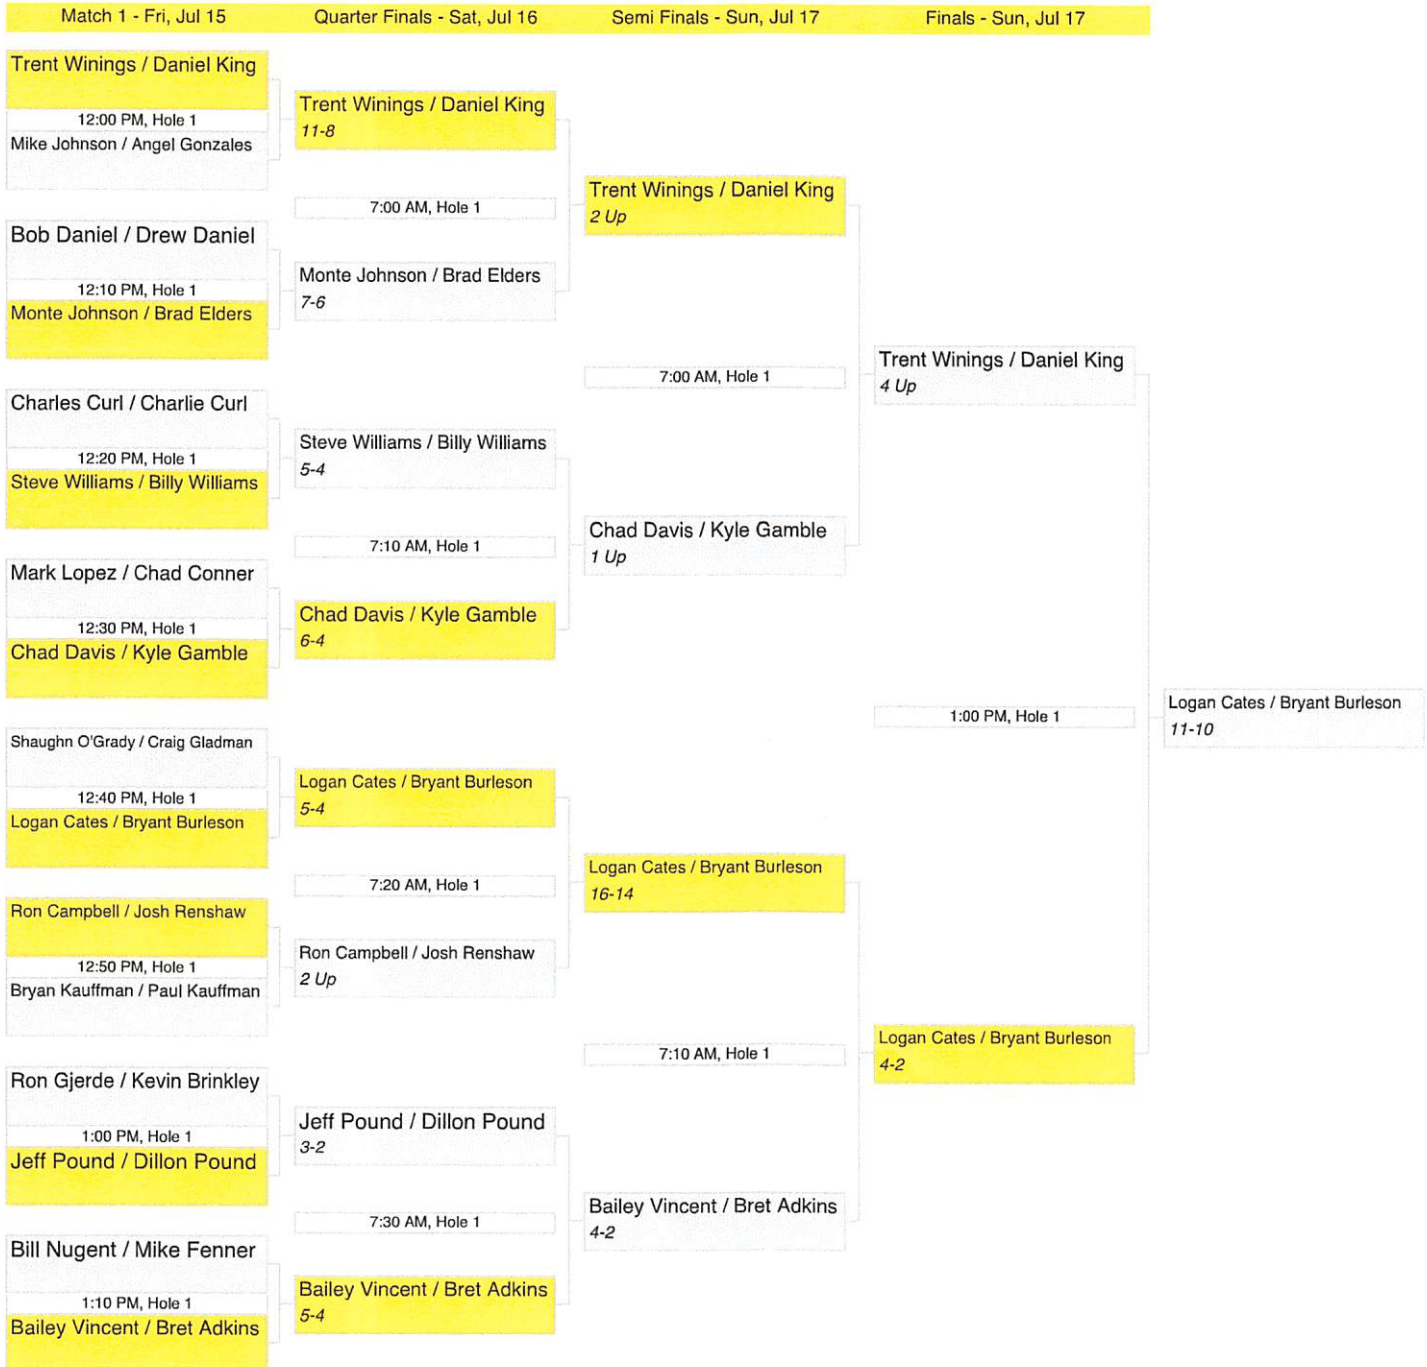 Match 1 - Fri, Jul 15
Quarter Finals - Sat, Jul 16
Semi Finals - Sun, Jul 17
Finals - Sun, Jul 17
Trent Winings / Daniel King
12:00 PM, Hole 1
Mike Johnson / Angel Gonzales
Bob Daniel / Drew Daniel
12:10 PM, Hole 1
Monte Johnson / Brad Elders
Charles Curl / Charlie Curl
12:20 PM, Hole 1
Steve Williams / Billy Williams
Mark Lopez / Chad Conner
12:30 PM, Hole 1
Chad Davis / Kyle Gamble
Shaughn O'Grady / Craig Gladman
12:40 PM, Hole 1
Logan Cates / Bryant Burleson
Ron Campbell / Josh Renshaw
12:50 PM, Hole 1
Bryan Kauffman / Paul Kauffman
Ron Gjerde / Kevin Brinkley
1:00 PM, Hole 1
Jeff Pound / Dillon Pound
Bill Nugent / Mike Fenner
1:10 PM, Hole 1
Bailey Vincent / Bret Adkins
Trent Winings / Daniel King
11-8
7:00 AM, Hole 1
Monte Johnson / Brad Elders
7-6
Steve Williams / Billy Williams
5-4
7:10 AM, Hole 1
Chad Davis / Kyle Gamble
6-4
Logan Cates / Bryant Burleson
5-4
7:20 AM, Hole 1
Ron Campbell / Josh Renshaw
2 Up
Jeff Pound / Dillon Pound
3-2
7:30 AM, Hole 1
Bailey Vincent / Bret Adkins
5-4
Trent Winings / Daniel King
2 Up
7:00 AM, Hole 1
Chad Davis / Kyle Gamble
1 Up
Logan Cates / Bryant Burleson
16-14
7:10 AM, Hole 1
Bailey Vincent / Bret Adkins
4-2
Trent Winings / Daniel King
4 Up
1:00 PM, Hole 1
Logan Cates / Bryant Burleson
4-2
Logan Cates / Bryant Burleson
11-10